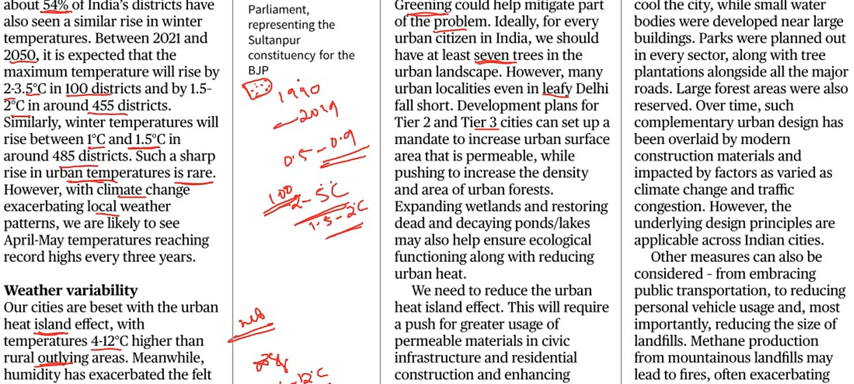 about 54% of India's districts have
also seen a similar rise in winter
temperatures. Between 2021 and
2050, it is expected that the
maximum temperature will rise by
2-3.5°C in 100 districts and by 1.5-
2°C in around 455 districts.
Similarly, winter temperatures will
rise between 1°C and 1.5°C in
around 485 districts. Such a sharp
rise in urban temperatures is rare.
However, with climate change
exacerbating local weather
patterns, we are likely to see
April-May temperatures reaching
record highs every three years.
Weather variability
Our cities are beset with the urban
heat island effect, with
temperatures 4-12°C higher than
rural outlying areas. Meanwhile,
humidity has exacerbated the felt
Parliament,
representing the
Sultanpur
constituency for the
BJP
1990
2019
0.5-0.9
100
2-5°C
1.5-2°C
Greening could help mitigate part
of the problem. Ideally, for every
urban citizen in India, we should
have at least seven trees in the
urban landscape. However, many
urban localities even in leafy Delhi
fall short. Development plans for
Tier 2 and Tier 3 cities can set up a
mandate to increase urban surface
area that is permeable, while
pushing to increase the density
and area of urban forests.
Expanding wetlands and restoring
dead and decaying ponds/lakes
may also help ensure ecological
functioning along with reducing
urban heat.
We need to reduce the urban
heat island effect. This will require
a push for greater usage of
permeable materials in civic
infrastructure and residential
construction and enhancing
cool the city, while small water
bodies were developed near large
buildings. Parks were planned out
in every sector, along with tree
plantations alongside all the major
roads. Large forest areas were also
reserved. Over time, such
complementary urban design has
been overlaid by modern
construction materials and
impacted by factors as varied as
climate change and traffic
congestion. However, the
underlying design principles are
applicable across Indian cities.
Other measures can also be
considered - from embracing
public transportation, to reducing
personal vehicle usage and, most
importantly, reducing the size of
landfills. Methane production
from mountainous landfills may
lead to fires, often exacerbating